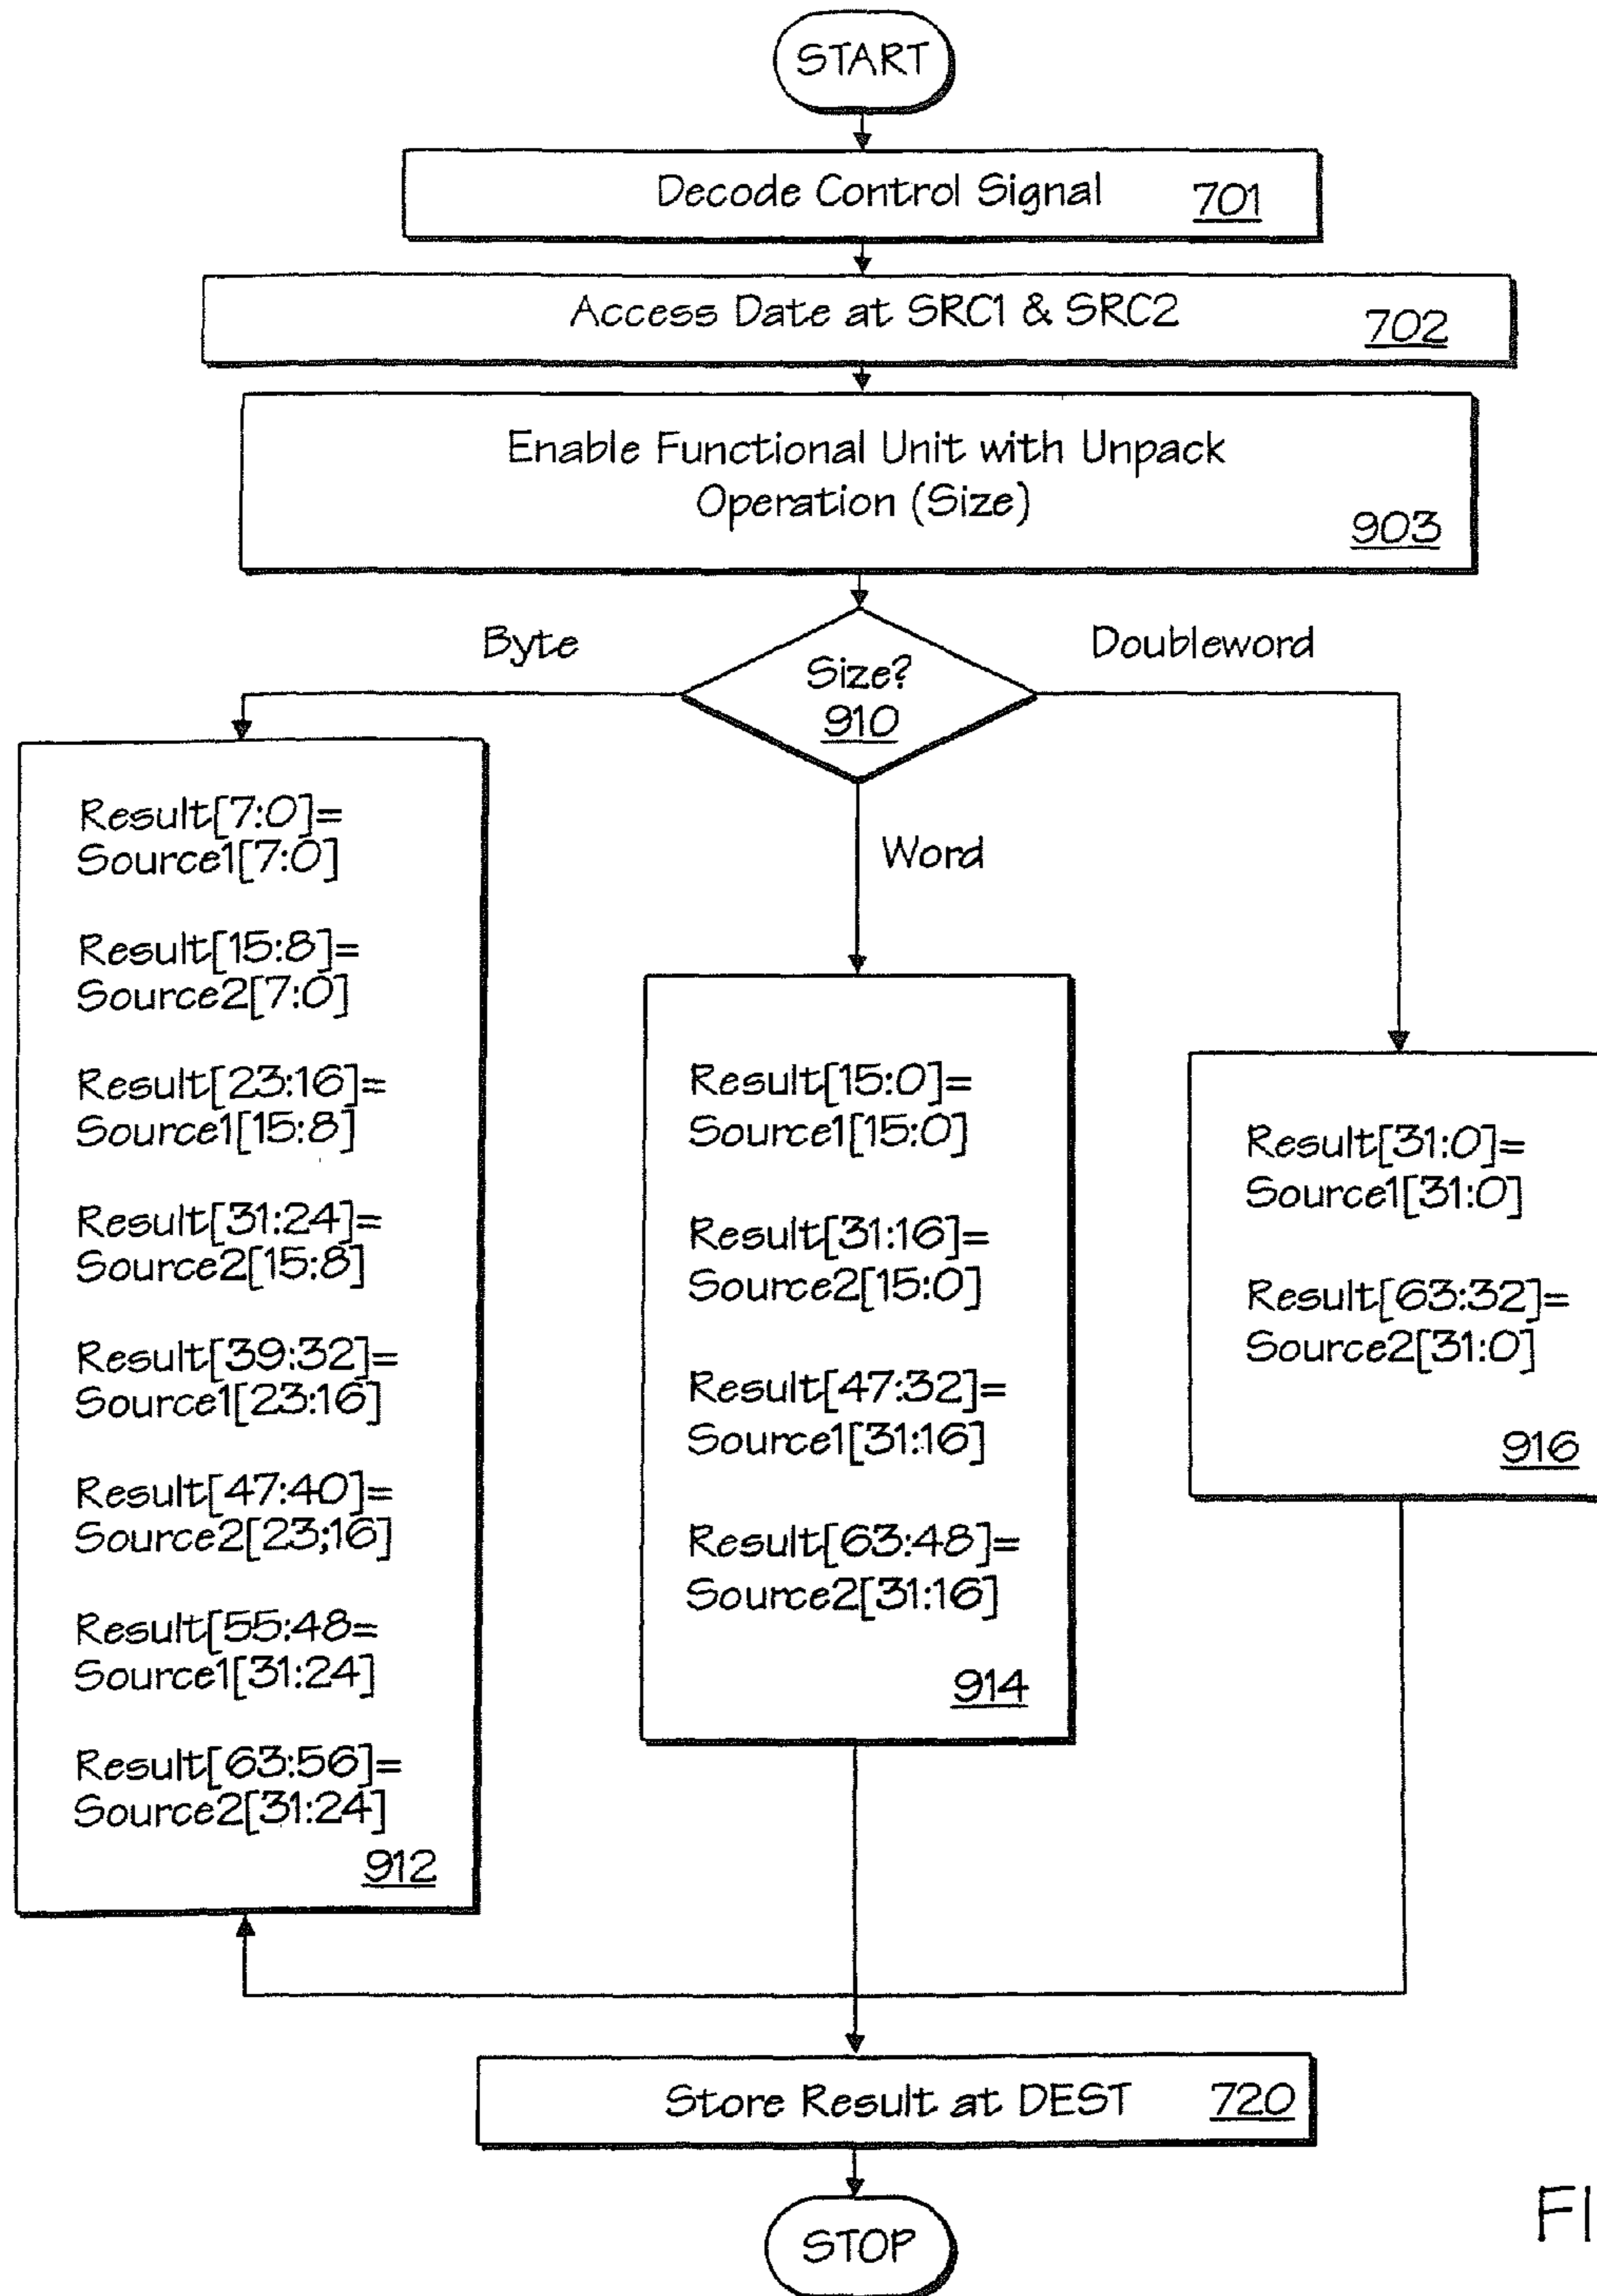 START
Decode Control Signal 701
Access Date at SRC1 & SRC2 702
Enable Functional Unit with Unpack
Operation (Size)
903
Byte
Size?
910
Doubleword
Word
Result[7:0]=
Source1[7:0]
Result[15:8]=
Source2[7:0]
Result[23:16]=
Source1[15:8]
Result[31:24]=
Source2[15:8]
Result[39:32]=
Source1[23:16]
Result[47:40]=
Source2[23;16]
Result[55:48=
Source1[31:24]
Result[63:56]=
Source2[31:24]
912
Result[15:0]=
Source1[15:0]
Result[31:16]=
Source2[15:0]
Result[47:32]=
Source1[31:16]
Result[63:48]=
Source2[31:16]
914
Result[31:0]=
Source1[31:0]
Result[63:32]=
Source2[31:0]
916
Store Result at DEST 720
STOP
FI